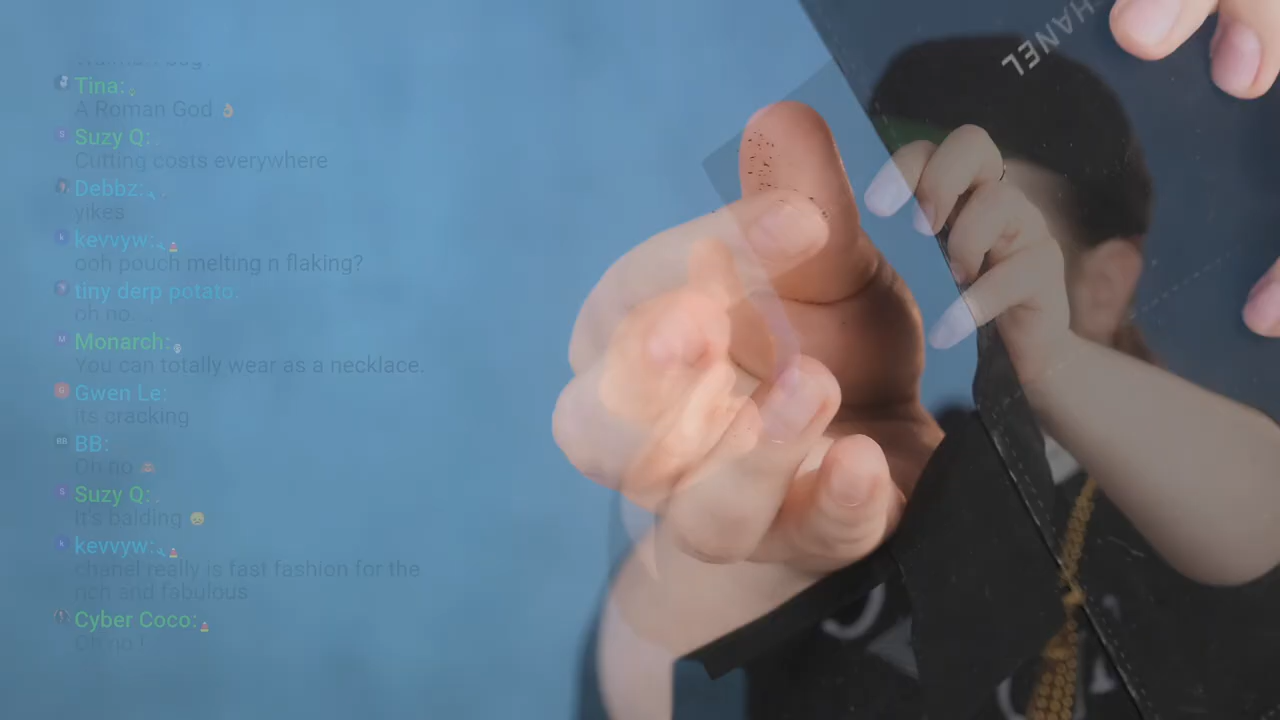 Tina:
A Roman God 👌
Suzy Q:
Cutting costs everywhere
Debbz:
yikes
kevvyw:
ooh pouch melting n flaking?
tiny derp potato.
oh no.
Monarch:
You can totally wear as a necklace.
Gwen Le:
its cracking
BB:
Oh no
Suzy Q:
It's balding
kevvyw:
chanel really is fast fashion for the
rich and fabulous
Cyber Coco:
Oh no !
CHANEL